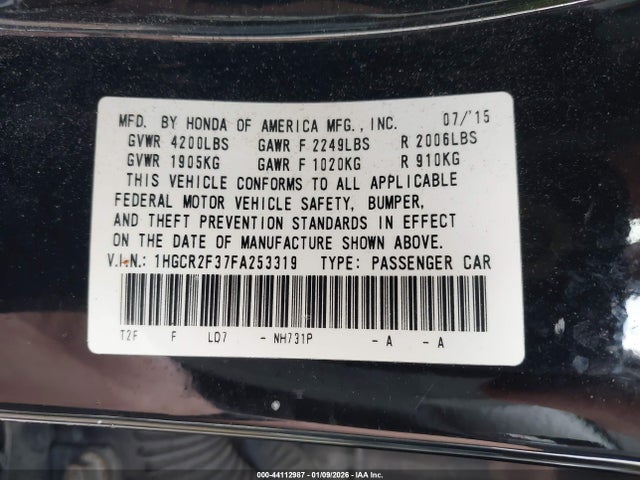 MFD. BY HONDA OF AMERICA MFG., INC. 07/'15
GVWR 4200LBS GAWR F 2249LBS R 2006LBS
GVWR 1905KG GAWR F 1020KG R 910KG
THIS VEHICLE CONFORMS TO ALL APPLICABLE
FEDERAL MOTOR VEHICLE SAFETY, BUMPER,
AND THEFT PREVENTION STANDARDS IN EFFECT
ON THE DATE OF MANUFACTURE SHOWN ABOVE.
V.I.N.: 1HGCR2F37FA253319 TYPE: PASSENGER CAR
T2F F LD7 - NH731P - A - A
000-44112987 - 01/09/2026 - IAA Inc.